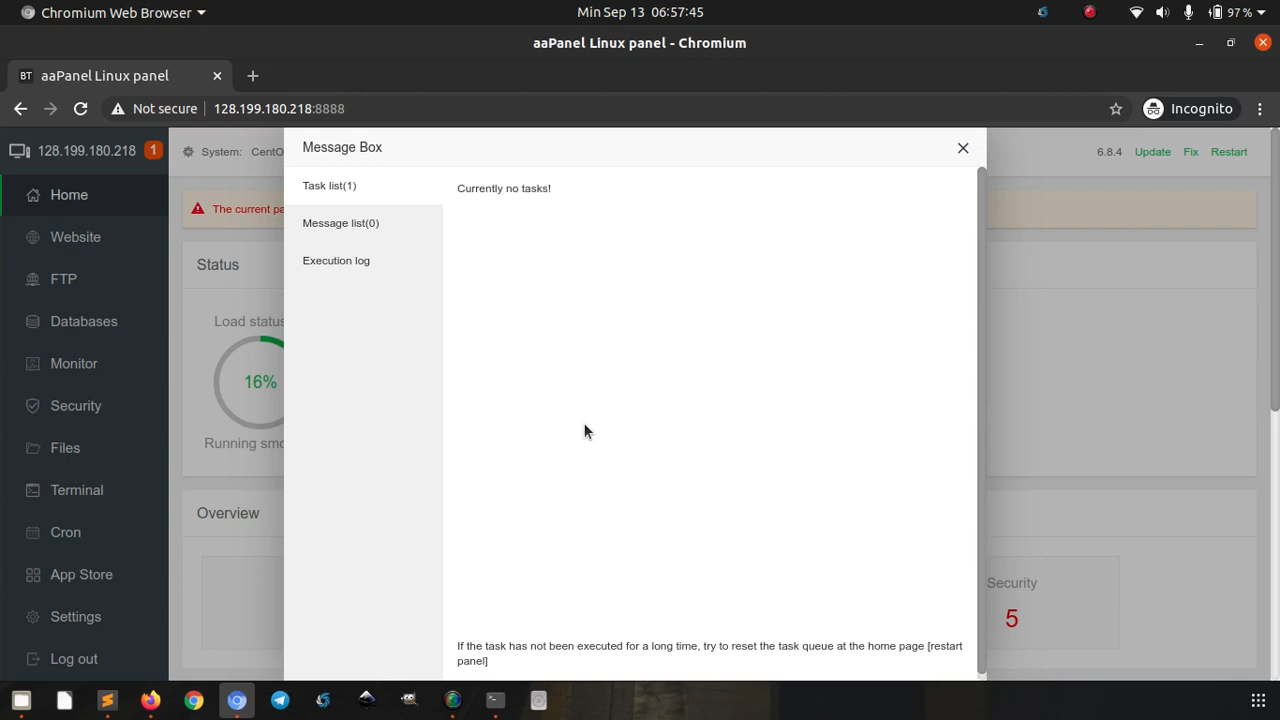 Chromium Web Browser
Min Sep 13 06:57:45
97 %
aaPanel Linux panel - Chromium
BT
aaPanel Linux panel
Not secure
128.199.180.218:8888
Incognito
128.199.180.218
1
Home
Website
FTP
Databases
Monitor
Security
Files
Terminal
Cron
App Store
Settings
Log out
System:
6.8.4
Update
Fix
Restart
The current pa
Status
Load status
16%
Running smo
Overview
Security
5
Message Box
Task list(1)
Message list(0)
Execution log
Currently no tasks!
If the task has not been executed for a long time, try to reset the task queue at the home page [restart
panel]